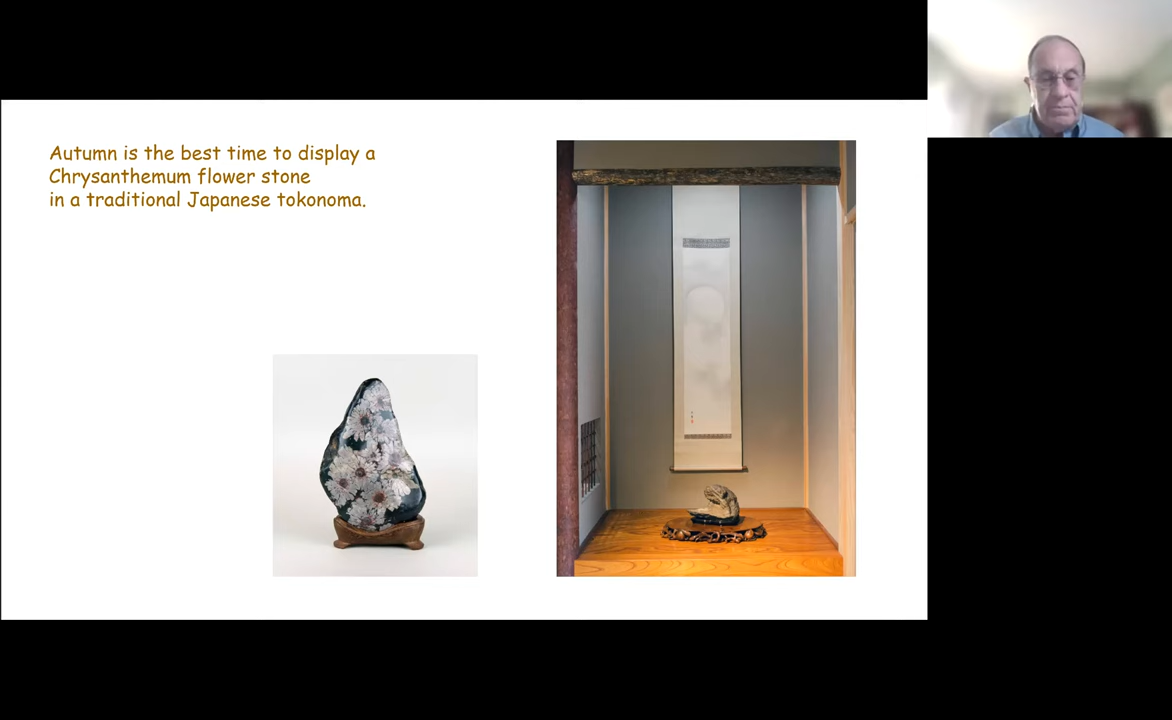 Autumn is the best time to display a
Chrysanthemum flower stone
in a traditional Japanese tokonoma.